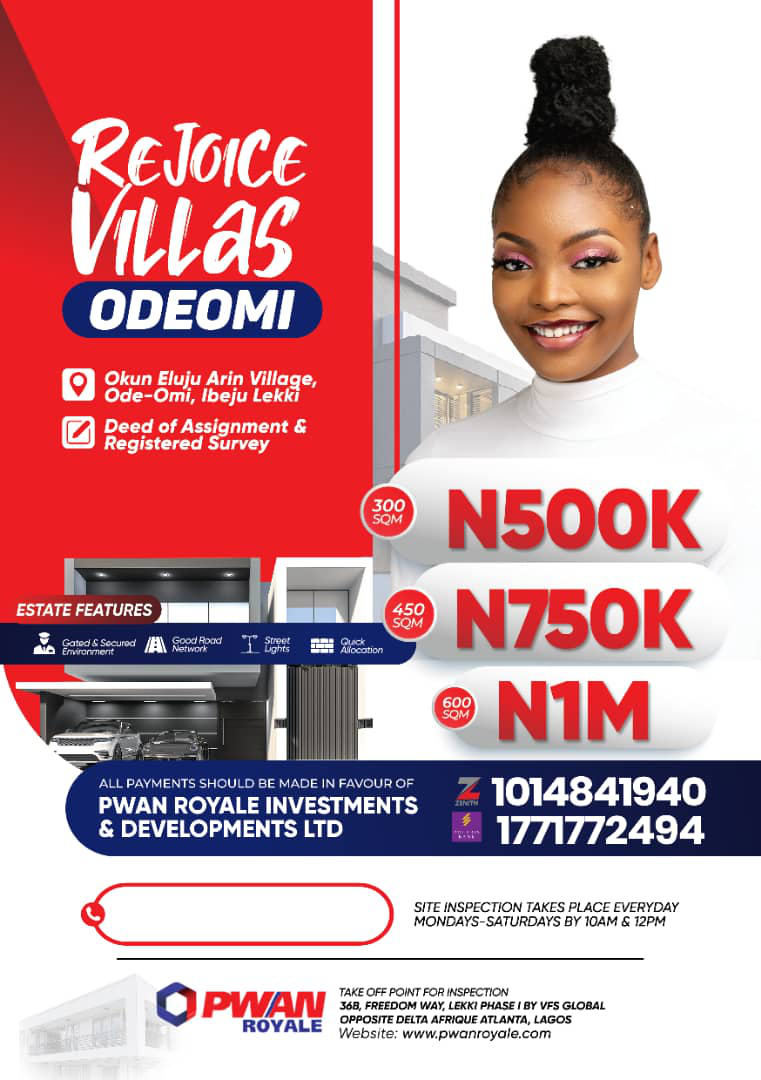 REJOICE
VILLAS
ODEOMI
Okun Eluju Arin Village,
Ode-Omi, Ibeju Lekki
Deed of Assignment &
Registered Survey
300
SQM
N500K
450
SQM
N750K
600
SQM
N1M
ESTATE FEATURES
Gated & Secured
Environment
Good Road
Network
Street
Lights
Quick
Allocation
ALL PAYMENTS SHOULD BE MADE IN FAVOUR OF
PWAN ROYALE INVESTMENTS
& DEVELOPMENTS LTD
ZENITH
1014841940
POLARIS
BANK
1771772494
SITE INSPECTION TAKES PLACE EVERYDAY
MONDAYS-SATURDAYS BY 10AM & 12PM
PWAN
ROYALE
TAKE OFF POINT FOR INSPECTION
36B, FREEDOM WAY, LEKKI PHASE I BY VFS GLOBAL
OPPOSITE DELTA AFRIQUE ATLANTA, LAGOS
Website: www.pwanroyale.com